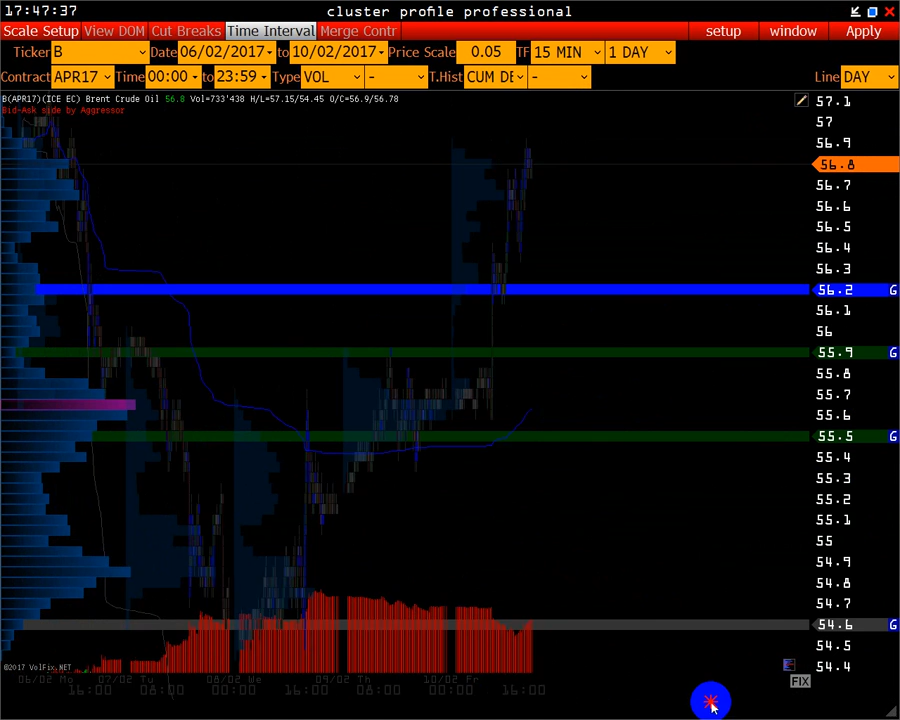 17:47:37 cluster profile professional
Scale Setup View DOM Cut Breaks Time Interval Merge Contr setup window Apply
Ticker B Date 06/02/2017 to 10/02/2017 Price Scale 0.05 TF 15 MIN 1 DAY
Contract APR17 Time 00:00 to 23:59 Type VOL - T.Hist CUM DE - Line DAY
B(APR17)(ICE EC) Brent Crude Oil 56.8 Vol=733'438 H/L=57.15/54.45 O/C=56.9/56.78
Bid-Ask side by Aggressor
57.1
57
56.9
56.8
56.7
56.6
56.5
56.4
56.3
56.2 G
56.1
56
55.9 G
55.8
55.7
55.6
55.5 G
55.4
55.3
55.2
55.1
55
54.9
54.8
54.7
54.6 G
54.5
54.4
©2017 VolFix.NET
06/02 Mo 07/02 Tu 08/02 We 09/02 Th 10/02 Fr
16:00 08:00 00:00 16:00 08:00 00:00 16:00
FIX